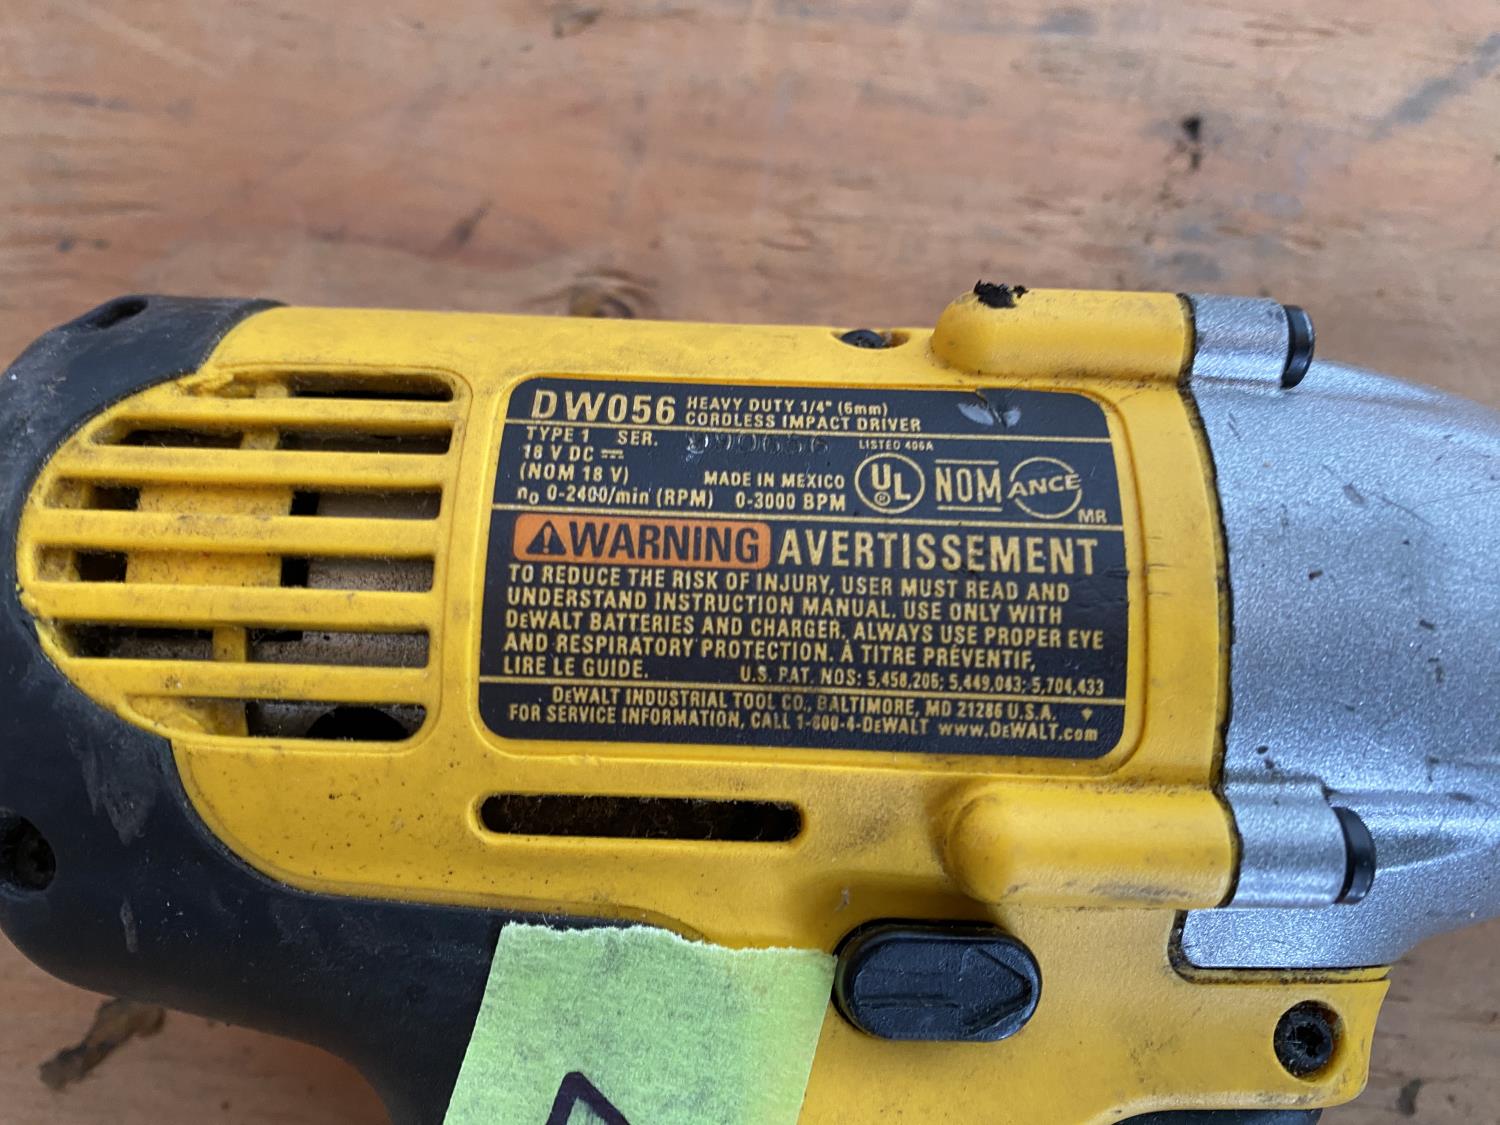 DW056 HEAVY DUTY 1/4" (6mm)
CORDLESS IMPACT DRIVER
TYPE 1 SER.
LISTED 406A
18 V DC ⎓
(NOM 18 V) MADE IN MEXICO
UL NOM ANCE
n₀ 0-2400/min (RPM) 0-3000 BPM
MR
WARNING AVERTISSEMENT
TO REDUCE THE RISK OF INJURY, USER MUST READ AND
UNDERSTAND INSTRUCTION MANUAL. USE ONLY WITH
DeWALT BATTERIES AND CHARGER. ALWAYS USE PROPER EYE
AND RESPIRATORY PROTECTION. À TITRE PRÉVENTIF,
LIRE LE GUIDE. U.S. PAT. NOS: 5,458,206; 5,449,043; 5,704,433
DeWALT INDUSTRIAL TOOL CO., BALTIMORE, MD 21286 U.S.A.
FOR SERVICE INFORMATION, CALL 1-800-4-DeWALT www.DeWALT.com